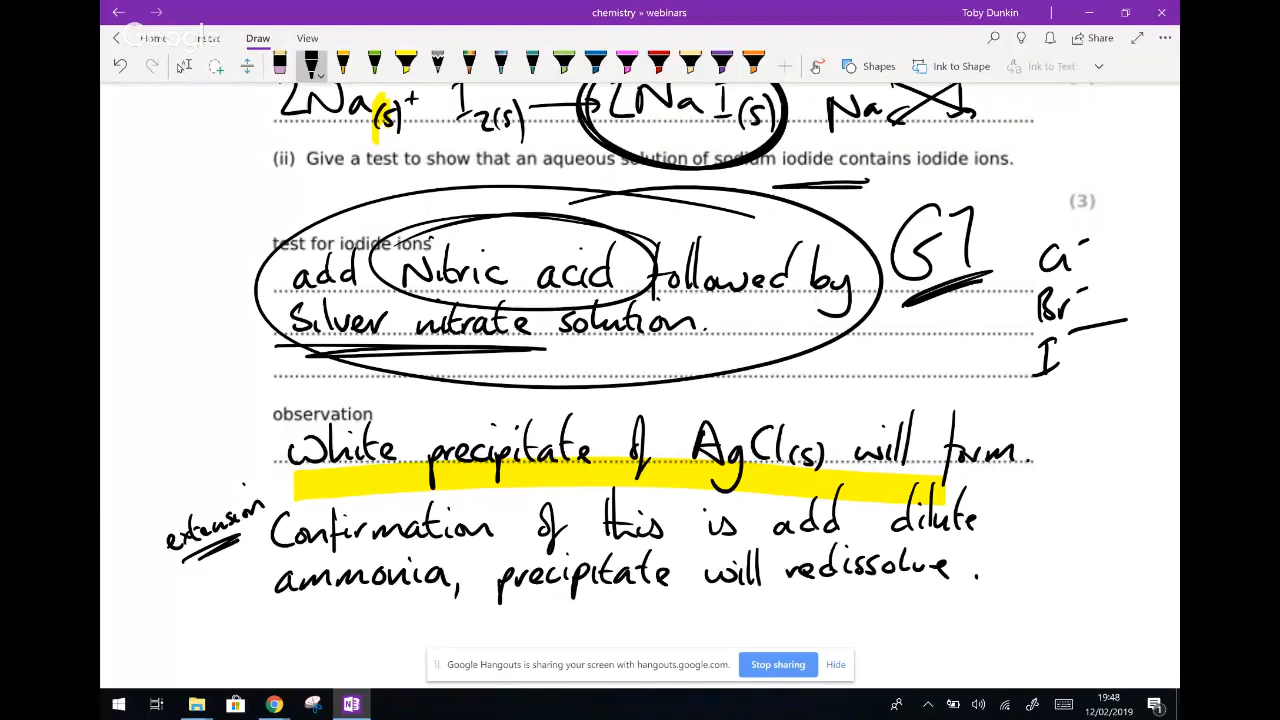 chemistry » webinars
Toby Dunkin
Google
Home Insert Draw View
Share
Shapes
Ink to Shape
Ink to Text
2Na(s) + I2(s) → 2NaI(s) Na
(ii) Give a test to show that an aqueous solution of sodium iodide contains iodide ions.
(3)
test for iodide ions
add Nitric acid followed by
Silver nitrate solution.
Cl-
Br-
I
observation
White precipitate of AgCl(s) will form.
extension
Confirmation of this is add dilute
ammonia, precipitate will redissolve.
Google Hangouts is sharing your screen with hangouts.google.com.
Stop sharing
Hide
19:48
12/02/2019